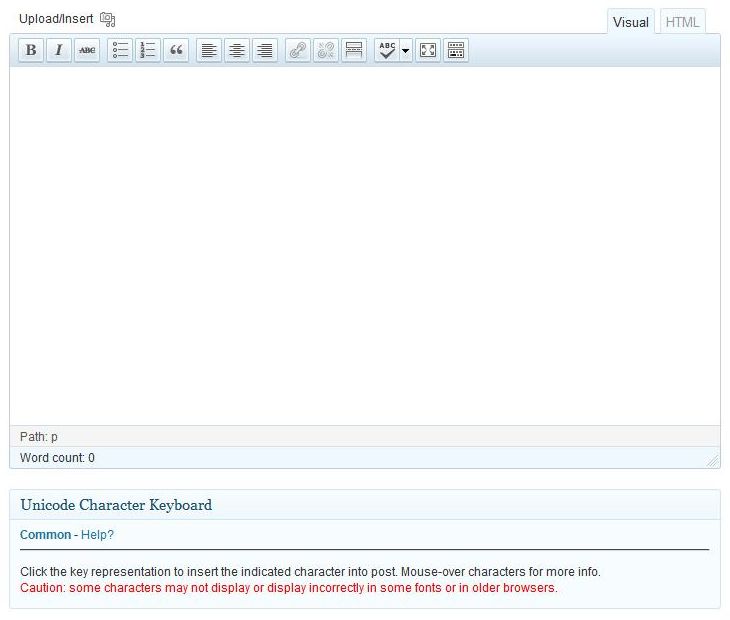 Upload/Insert
Visual HTML
B I ABC ABC
Path: p
Word count: 0
Unicode Character Keyboard
Common - Help?
Click the key representation to insert the indicated character into post. Mouse-over characters for more info.
Caution: some characters may not display or display incorrectly in some fonts or in older browsers.